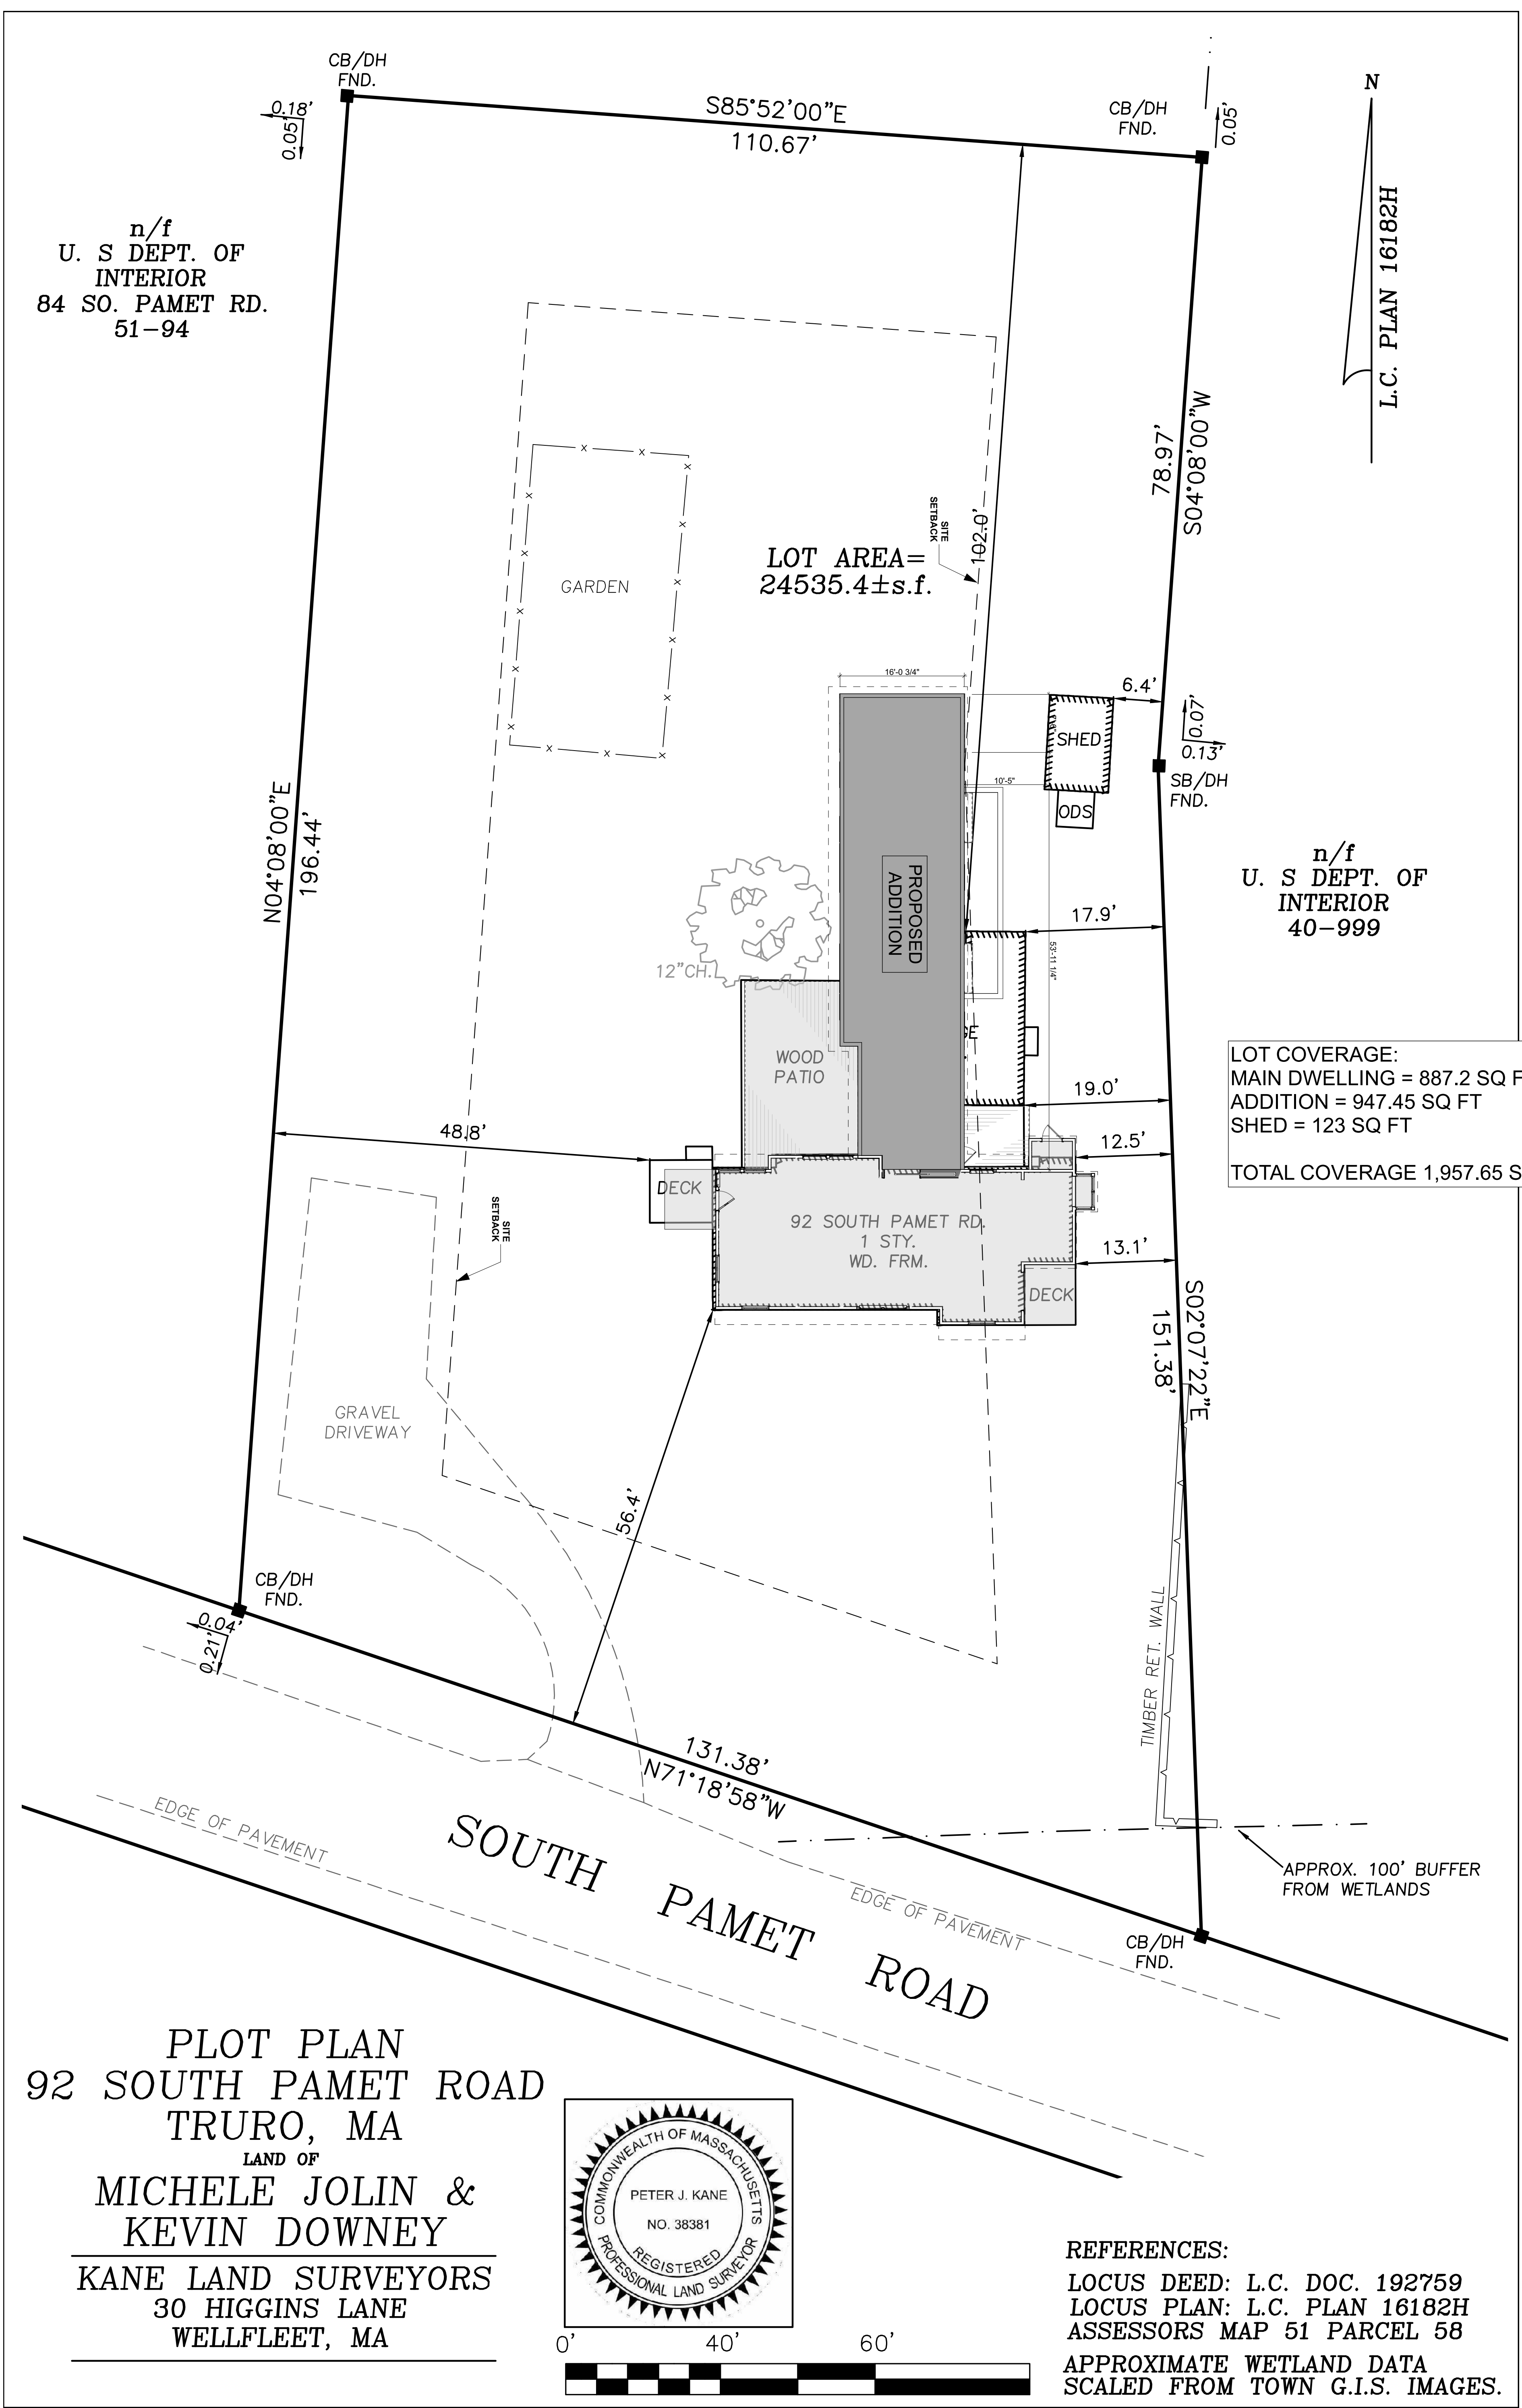 CB/DH
FND.
0.18'
0.05'
S85°52'00"E
110.67'
CB/DH
FND.
0.05'
N
L.C. PLAN 16182H
n/f
U. S DEPT. OF
INTERIOR
84 SO. PAMET RD.
51-94
78.97'
S04°08'00"W
SITE
SETBACK
102.0'
LOT AREA=
24535.4±s.f.
GARDEN
16'-0 3/4"
6.4'
SHED
0.07'
0.13'
SB/DH
FND.
10'-5"
ODS
N04°08'00"E
196.44'
PROPOSED
ADDITION
n/f
U. S DEPT. OF
INTERIOR
40-999
17.9'
53'-11 1/4"
12"CH.
GE
WOOD
PATIO
LOT COVERAGE:
MAIN DWELLING = 887.2 SQ F
ADDITION = 947.45 SQ FT
SHED = 123 SQ FT
TOTAL COVERAGE 1,957.65 S
19.0'
48.8'
12.5'
DECK
SITE
SETBACK
92 SOUTH PAMET RD.
1 STY.
WD. FRM.
13.1'
DECK
S02°07'22"E
151.38'
GRAVEL
DRIVEWAY
56.4'
CB/DH
FND.
0.04'
0.21'
TIMBER RET. WALL
131.38'
N71°18'58"W
EDGE OF PAVEMENT
SOUTH PAMET ROAD
EDGE OF PAVEMENT
APPROX. 100' BUFFER
FROM WETLANDS
CB/DH
FND.
PLOT PLAN
92 SOUTH PAMET ROAD
TRURO, MA
LAND OF
MICHELE JOLIN &
KEVIN DOWNEY
KANE LAND SURVEYORS
30 HIGGINS LANE
WELLFLEET, MA
COMMONWEALTH OF MASSACHUSETTS
PETER J. KANE
NO. 38381
REGISTERED
PROFESSIONAL LAND SURVEYOR
0' 40' 60'
REFERENCES:
LOCUS DEED: L.C. DOC. 192759
LOCUS PLAN: L.C. PLAN 16182H
ASSESSORS MAP 51 PARCEL 58
APPROXIMATE WETLAND DATA
SCALED FROM TOWN G.I.S. IMAGES.